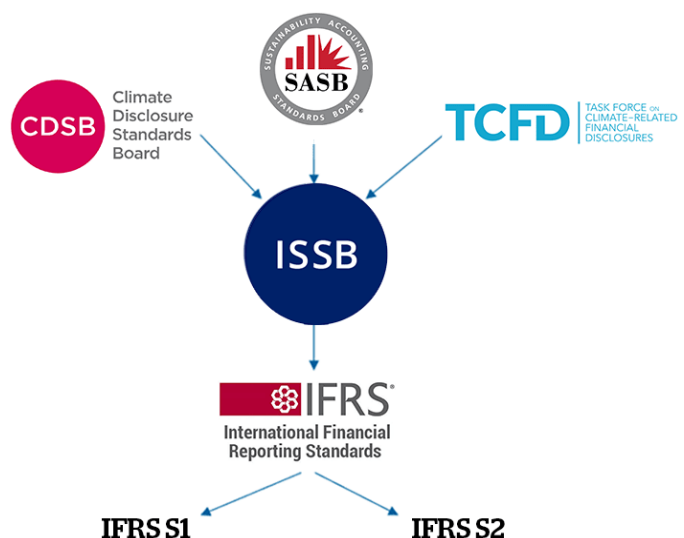 SUSTAINABILITY ACCOUNTING
SASB
STANDARDS BOARD
®
CDSB
Climate
Disclosure
Standards
Board
TCFD
TASK FORCE ON
CLIMATE-RELATED
FINANCIAL
DISCLOSURES
ISSB
IFRS®
International Financial
Reporting Standards
IFRS S1
IFRS S2